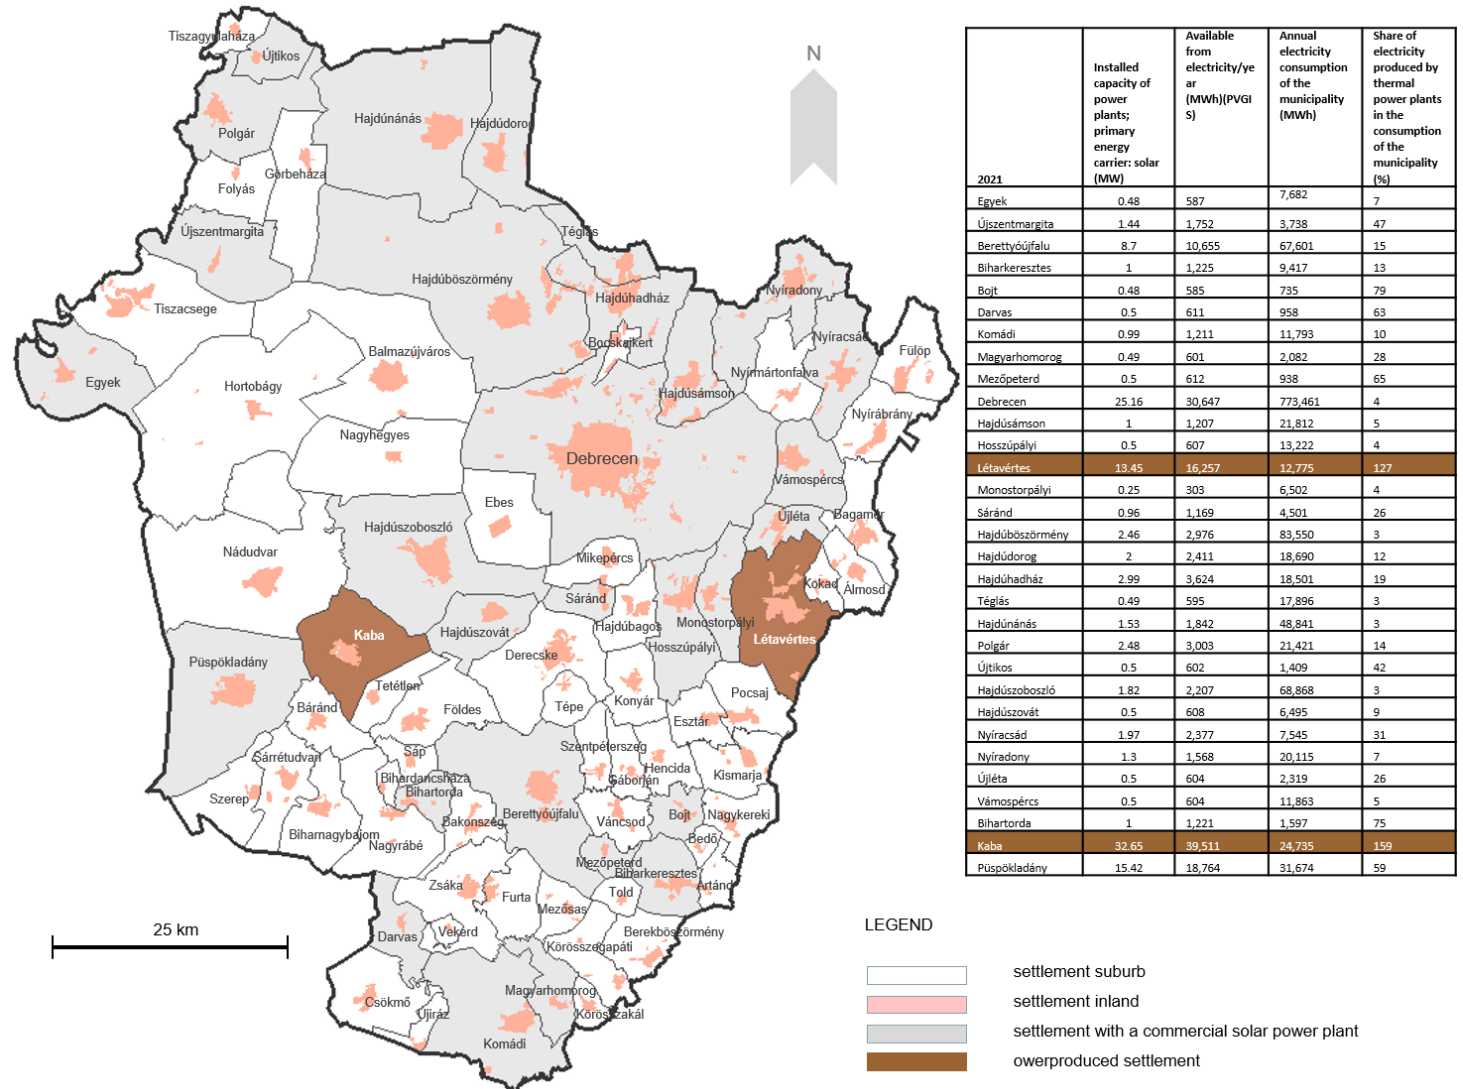 Tiszagyulaháza
Újtikos
Polgár
Hajdúnánás
Hajdúdorog
Görbeháza
Folyás
Újszentmargita
Téglás
Hajdúböszörmény
Hajdúhadház
Nyíradony
Tiszacsege
Bocskaikert
Nyíracsád
Fülöp
Balmazújváros
Egyek
Hortobágy
Nyírmártonfalva
Hajdúsámson
Nyírábrány
Nagyhegyes
Debrecen
Vámospércs
Ebes
Hajdúszoboszló
Újléta
Bagamér
Nádudvar
Mikepércs
Kokad
Álmosd
Sáránd
Hajdúbagos
Monostorpályi
Kaba
Hajdúszovát
Létavértes
Hosszúpályi
Derecske
Püspökladány
Tetétlen
Konyár
Pocsaj
Báránd
Földes
Tépe
Esztár
Szentpéterszeg
Sáp
Sárrétudvari
Hencida
Gáborján
Kismarja
Bihardancsháza
Bihartorda
Szerep
Bakonszeg
Berettyóújfalu
Váncsod
Bojt
Nagykereki
Biharnagybajom
Nagyrábé
Bedő
Mezőpeterd
Biharkeresztes
Zsáka
Furta
Told
Ártánd
Mezősas
Darvas
Vekerd
Berekböszörmény
Körösszegapáti
Magyarhomorog
Csökmő
Újiráz
Körösszakál
Komádi
25 km
N
2021
Installed
capacity of
power
plants;
primary
energy
carrier: solar
(MW)
Available
from
electricity/ye
ar
(MWh)(PVGI
S)
Annual
electricity
consumption
of the
municipality
(MWh)
Share of
electricity
produced by
thermal
power plants
in the
consumption
of the
municipality
(%)
Egyek 0.48 587 7,682 7
Újszentmargita 1.44 1,752 3,738 47
Berettyóújfalu 8.7 10,655 67,601 15
Biharkeresztes 1 1,225 9,417 13
Bojt 0.48 585 735 79
Darvas 0.5 611 958 63
Komádi 0.99 1,211 11,793 10
Magyarhomorog 0.49 601 2,082 28
Mezőpeterd 0.5 612 938 65
Debrecen 25.16 30,647 773,461 4
Hajdúsámson 1 1,207 21,812 5
Hosszúpályi 0.5 607 13,222 4
Létavértes 13.45 16,257 12,775 127
Monostorpályi 0.25 303 6,502 4
Sáránd 0.96 1,169 4,501 26
Hajdúböszörmény 2.46 2,976 83,550 3
Hajdúdorog 2 2,411 18,690 12
Hajdúhadház 2.99 3,624 18,501 19
Téglás 0.49 595 17,896 3
Hajdúnánás 1.53 1,842 48,841 3
Polgár 2.48 3,003 21,421 14
Újtikos 0.5 602 1,409 42
Hajdúszoboszló 1.82 2,207 68,868 3
Hajdúszovát 0.5 608 6,495 9
Nyíracsád 1.97 2,377 7,545 31
Nyíradony 1.3 1,568 20,115 7
Újléta 0.5 604 2,319 26
Vámospércs 0.5 604 11,863 5
Bihartorda 1 1,221 1,597 75
Kaba 32.65 39,511 24,735 159
Püspökladány 15.42 18,764 31,674 59
LEGEND
settlement suburb
settlement inland
settlement with a commercial solar power plant
owerproduced settlement